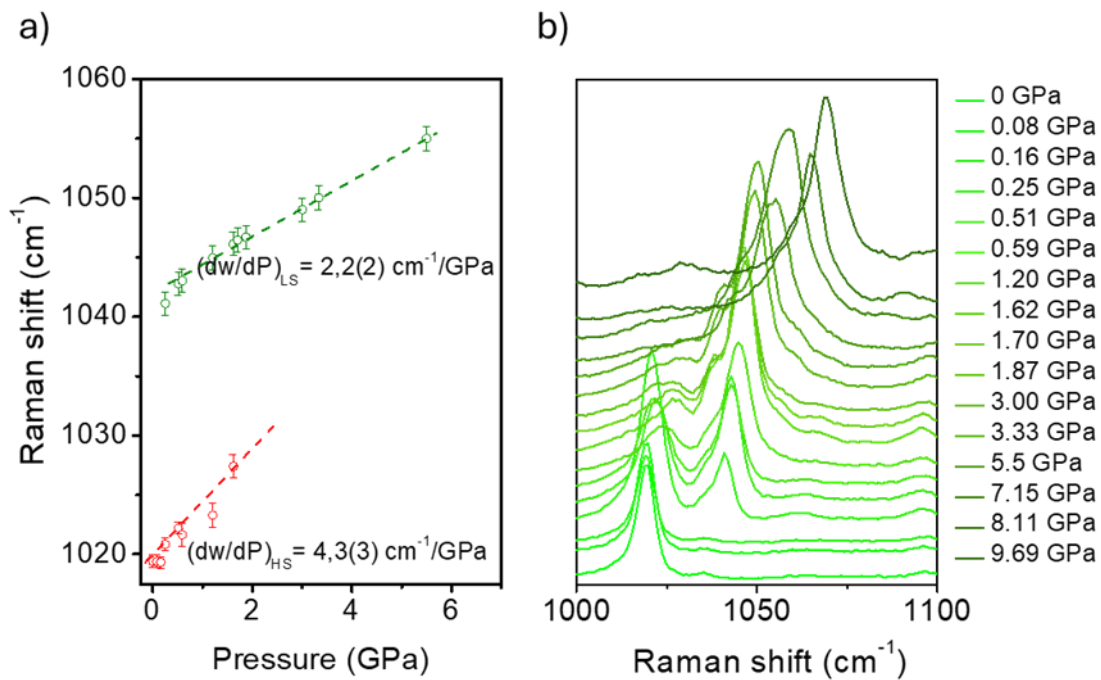 a)
1060
1050
1040
1030
1020
Raman shift (cm⁻¹)
(dw/dP)LS = 2,2(2) cm⁻¹/GPa
(dw/dP)HS = 4,3(3) cm⁻¹/GPa
0 2 4 6
Pressure (GPa)
b)
0 GPa
0.08 GPa
0.16 GPa
0.25 GPa
0.51 GPa
0.59 GPa
1.20 GPa
1.62 GPa
1.70 GPa
1.87 GPa
3.00 GPa
3.33 GPa
5.5 GPa
7.15 GPa
8.11 GPa
9.69 GPa
1000 1050 1100
Raman shift (cm⁻¹)